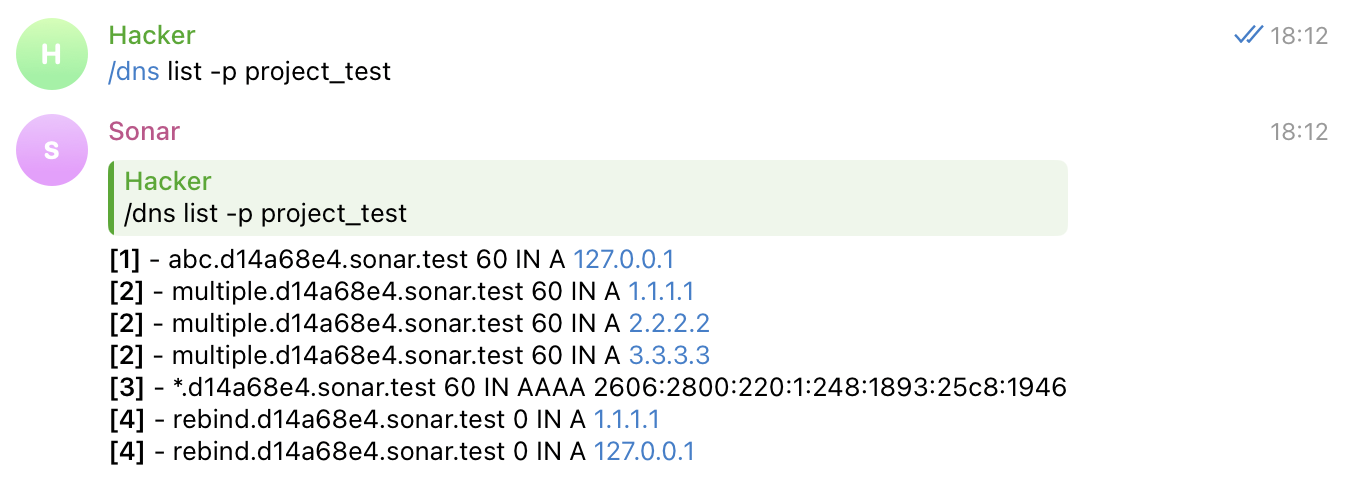 H
Hacker
18:12
/dns list -p project_test
S
Sonar
18:12
Hacker
/dns list -p project_test
[1] - abc.d14a68e4.sonar.test 60 IN A 127.0.0.1
[2] - multiple.d14a68e4.sonar.test 60 IN A 1.1.1.1
[2] - multiple.d14a68e4.sonar.test 60 IN A 2.2.2.2
[2] - multiple.d14a68e4.sonar.test 60 IN A 3.3.3.3
[3] - *.d14a68e4.sonar.test 60 IN AAAA 2606:2800:220:1:248:1893:25c8:1946
[4] - rebind.d14a68e4.sonar.test 0 IN A 1.1.1.1
[4] - rebind.d14a68e4.sonar.test 0 IN A 127.0.0.1